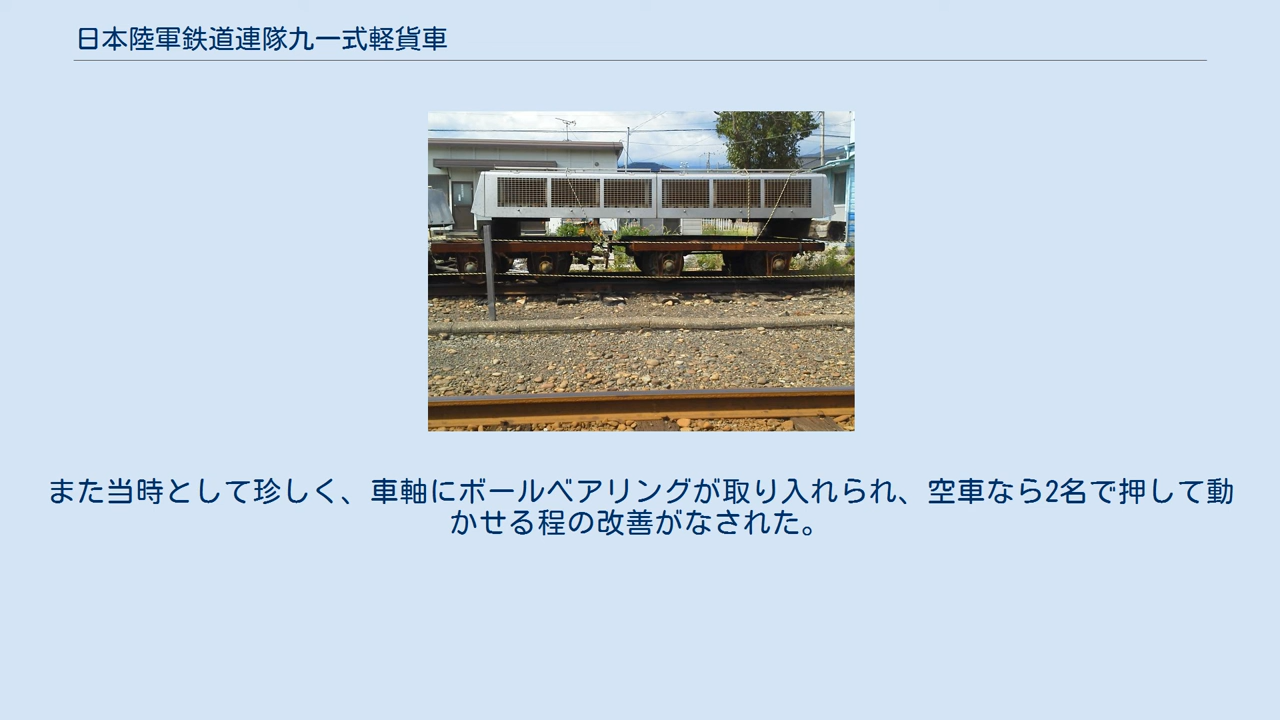 日本陸軍鉄道連隊九一式軽貨車
また当時として珍しく、車軸にボールベアリングが取り入れられ、空車なら2名で押して動
かせる程の改善がなされた。